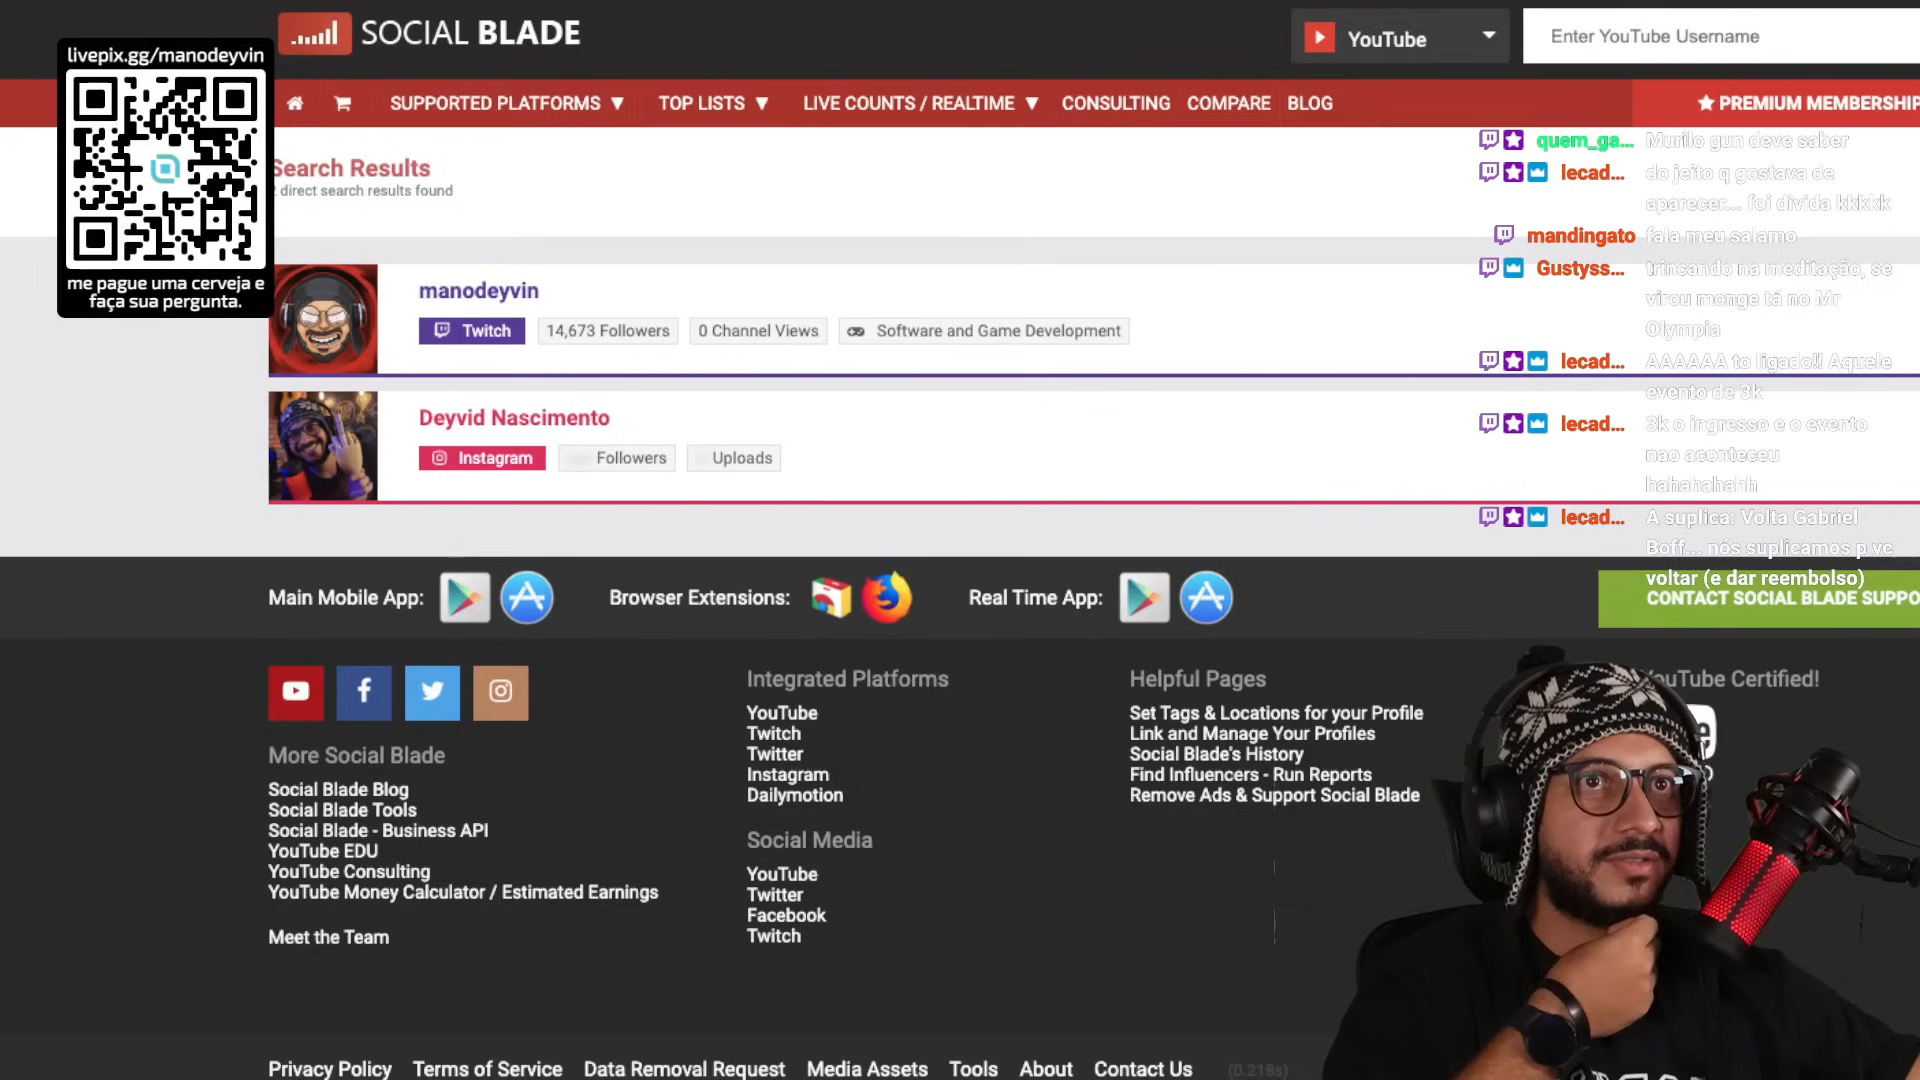 SOCIAL BLADE
YouTube
Enter YouTube Username
livepix.gg/manodeyvin
me pague uma cerveja e
faça sua pergunta.
SUPPORTED PLATFORMS ▼
TOP LISTS ▼
LIVE COUNTS / REALTIME ▼
CONSULTING
COMPARE
BLOG
PREMIUM MEMBERSHIP
Search Results
direct search results found
manodeyvin
Twitch
14,673 Followers
0 Channel Views
Software and Game Development
Deyvid Nascimento
Instagram
Followers
Uploads
quem_ga... Murilo gun deve saber
lecad... do jeito q gostava de
aparecer... foi divida kkkkk
mandingato fala meu salamo
Gustyss... trincando na meditação, se
virou monge tá no Mr
Olympia
lecad... AAAAAA to ligado!! Aquele
evento de 3k
lecad... 3k o ingresso e o evento
nao aconteceu
hahahahahh
lecad... A suplica: Volta Gabriel
Boff... nós suplicamos p vc
voltar (e dar reembolso)
Main Mobile App:
Browser Extensions:
Real Time App:
CONTACT SOCIAL BLADE SUPPO
More Social Blade
Social Blade Blog
Social Blade Tools
Social Blade - Business API
YouTube EDU
YouTube Consulting
YouTube Money Calculator / Estimated Earnings
Meet the Team
Integrated Platforms
YouTube
Twitch
Twitter
Instagram
Dailymotion
Social Media
YouTube
Twitter
Facebook
Twitch
Helpful Pages
Set Tags & Locations for your Profile
Link and Manage Your Profiles
Social Blade's History
Find Influencers - Run Reports
Remove Ads & Support Social Blade
YouTube Certified!
Privacy Policy
Terms of Service
Data Removal Request
Media Assets
Tools
About
Contact Us
(0.218s)